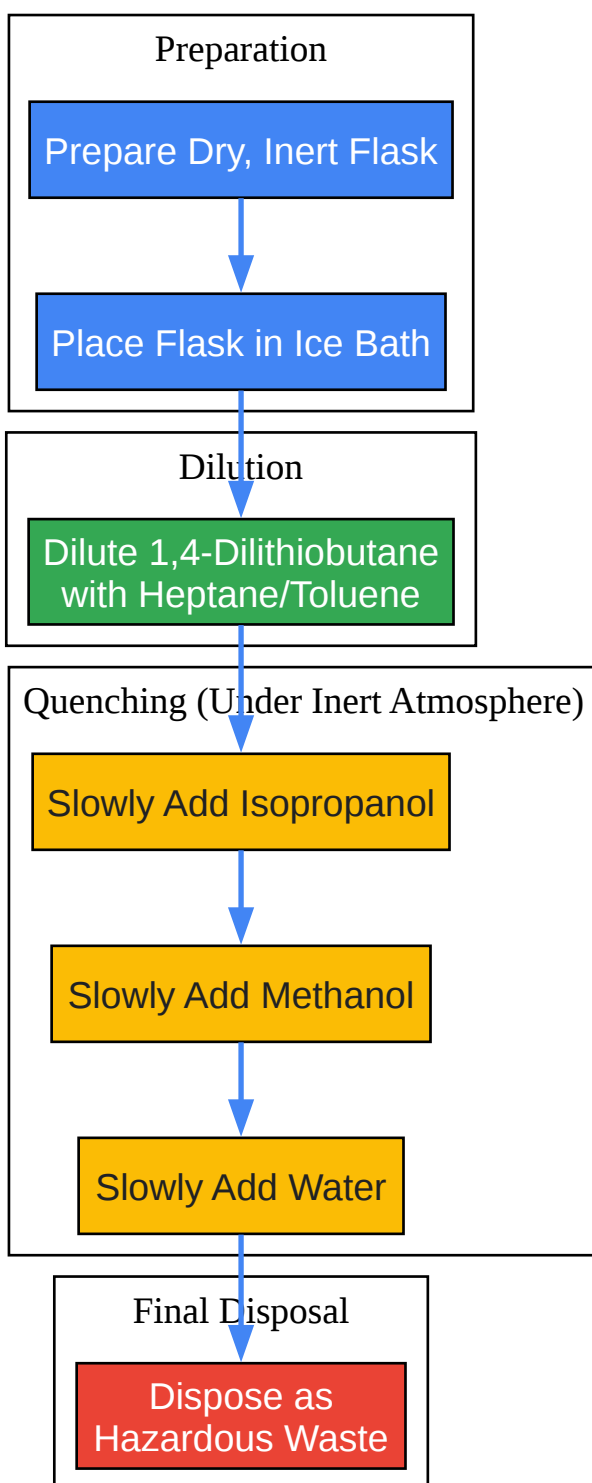 Preparation
Prepare Dry, Inert Flask
Place Flask in Ice Bath
Dilution
Dilute 1,4-Dilithiobutane
with Heptane/Toluene
Quenching (Under Inert Atmosphere)
Slowly Add Isopropanol
Slowly Add Methanol
Slowly Add Water
Final Disposal
Dispose as
Hazardous Waste